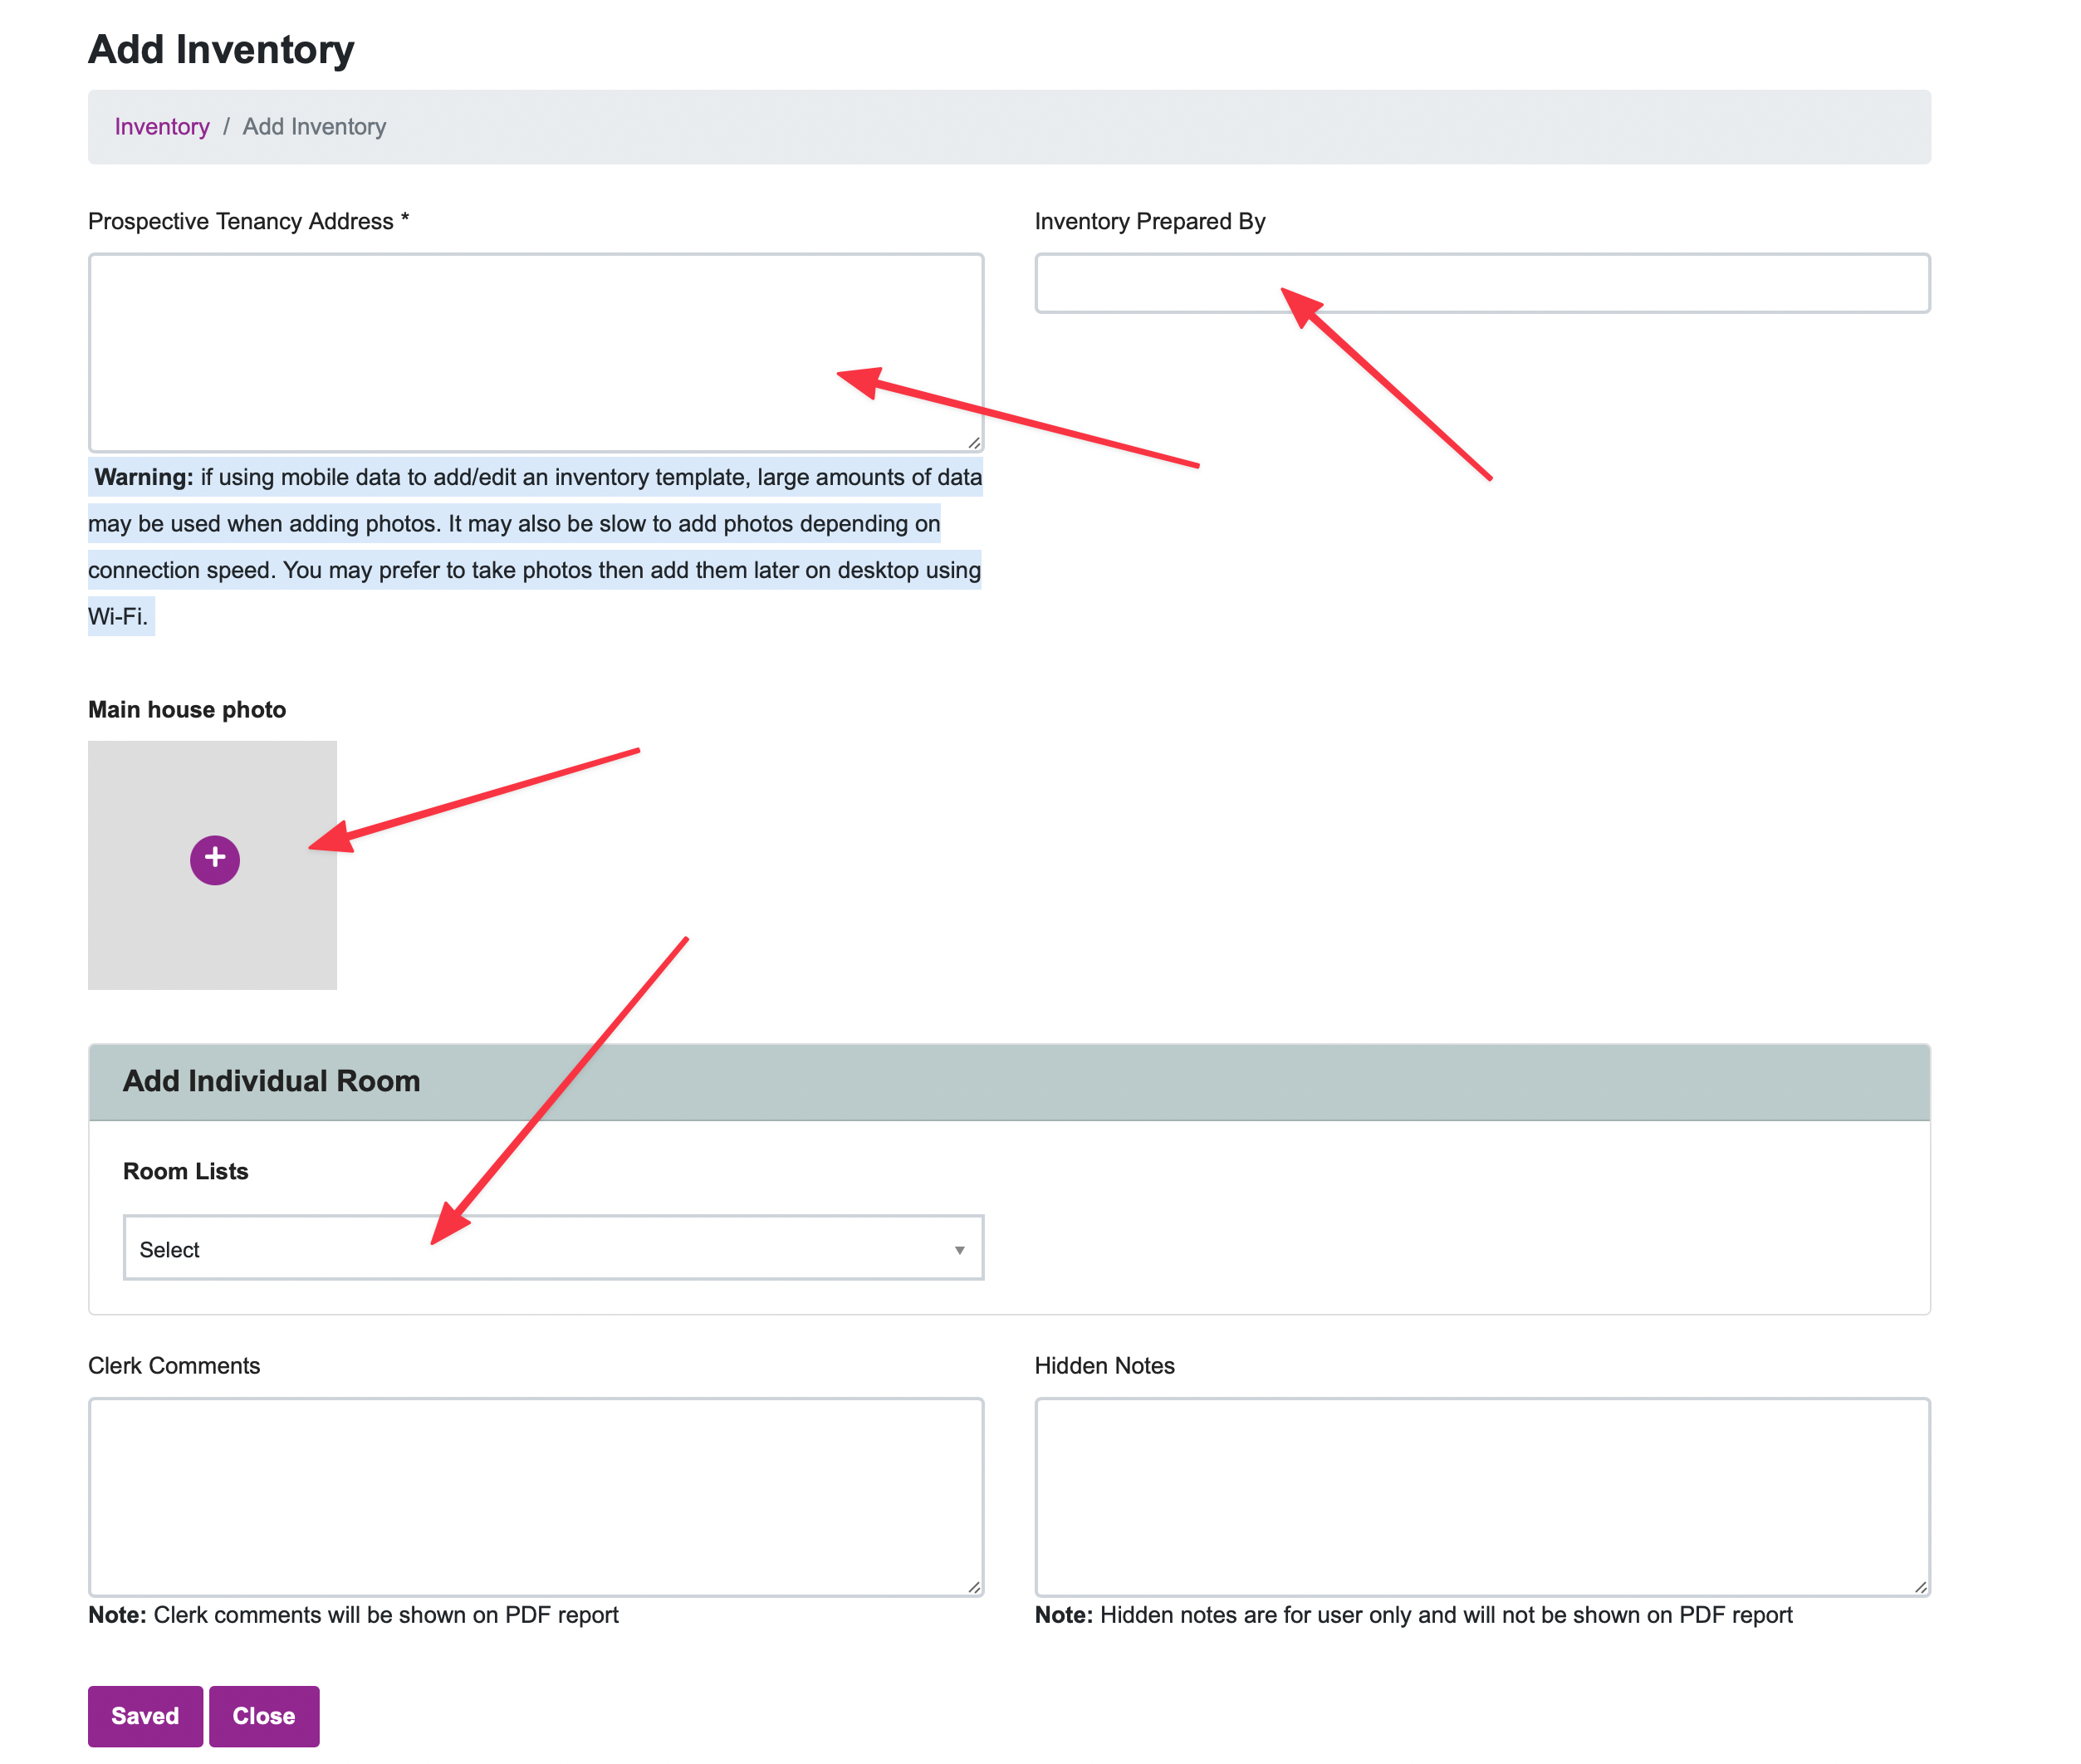 Add Inventory
Inventory / Add Inventory
Prospective Tenancy Address *
Inventory Prepared By
Warning: if using mobile data to add/edit an inventory template, large amounts of data
may be used when adding photos. It may also be slow to add photos depending on
connection speed. You may prefer to take photos then add them later on desktop using
Wi-Fi.
Main house photo
Add Individual Room
Room Lists
Select
Clerk Comments
Hidden Notes
Note: Clerk comments will be shown on PDF report
Note: Hidden notes are for user only and will not be shown on PDF report
Saved
Close